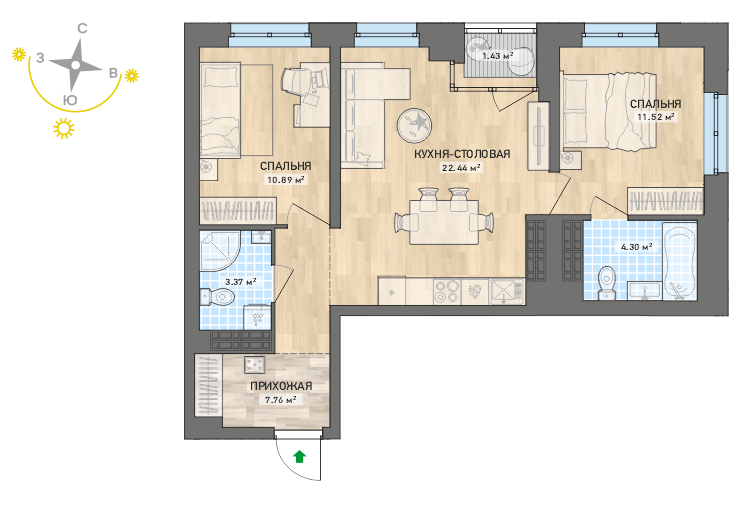 С
З
В
Ю
1.43 м²
СПАЛЬНЯ
11.52 м²
КУХНЯ-СТОЛОВАЯ
22.44 м²
СПАЛЬНЯ
10.89 м²
4.30 м²
3.37 м²
ПРИХОЖАЯ
7.76 м²